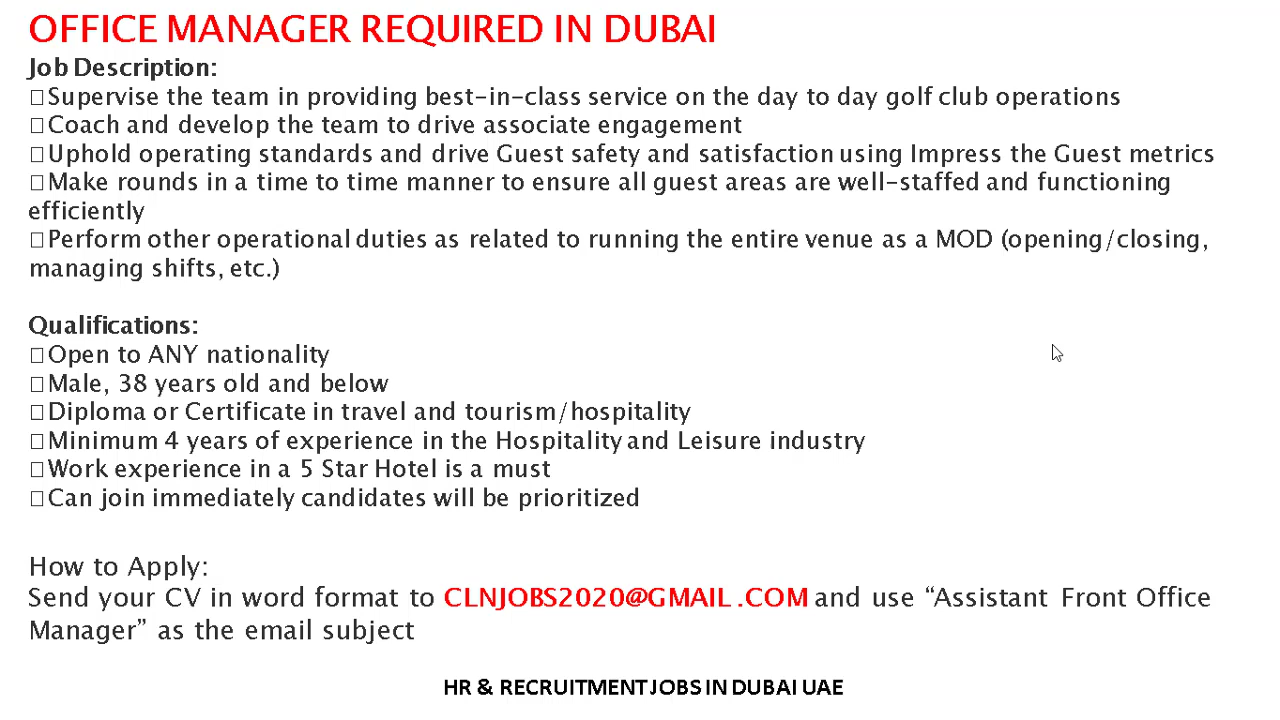 OFFICE MANAGER REQUIRED IN DUBAI
Job Description:
□Supervise the team in providing best-in-class service on the day to day golf club operations
□Coach and develop the team to drive associate engagement
□Uphold operating standards and drive Guest safety and satisfaction using Impress the Guest metrics
□Make rounds in a time to time manner to ensure all guest areas are well-staffed and functioning
efficiently
□Perform other operational duties as related to running the entire venue as a MOD (opening/closing,
managing shifts, etc.)
Qualifications:
□Open to ANY nationality
□Male, 38 years old and below
□Diploma or Certificate in travel and tourism/hospitality
□Minimum 4 years of experience in the Hospitality and Leisure industry
□Work experience in a 5 Star Hotel is a must
□Can join immediately candidates will be prioritized
How to Apply:
Send your CV in word format to CLNJOBS2020@GMAIL .COM and use “Assistant Front Office
Manager” as the email subject
HR & RECRUITMENT JOBS IN DUBAI UAE